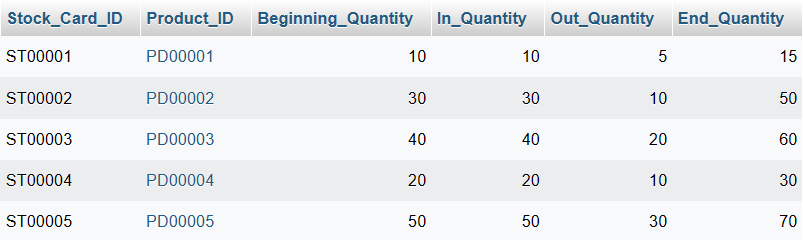 Stock_Card_ID Product_ID Beginning_Quantity In_Quantity Out_Quantity End_Quantity
ST00001 PD00001 10 10 5 15
ST00002 PD00002 30 30 10 50
ST00003 PD00003 40 40 20 60
ST00004 PD00004 20 20 10 30
ST00005 PD00005 50 50 30 70